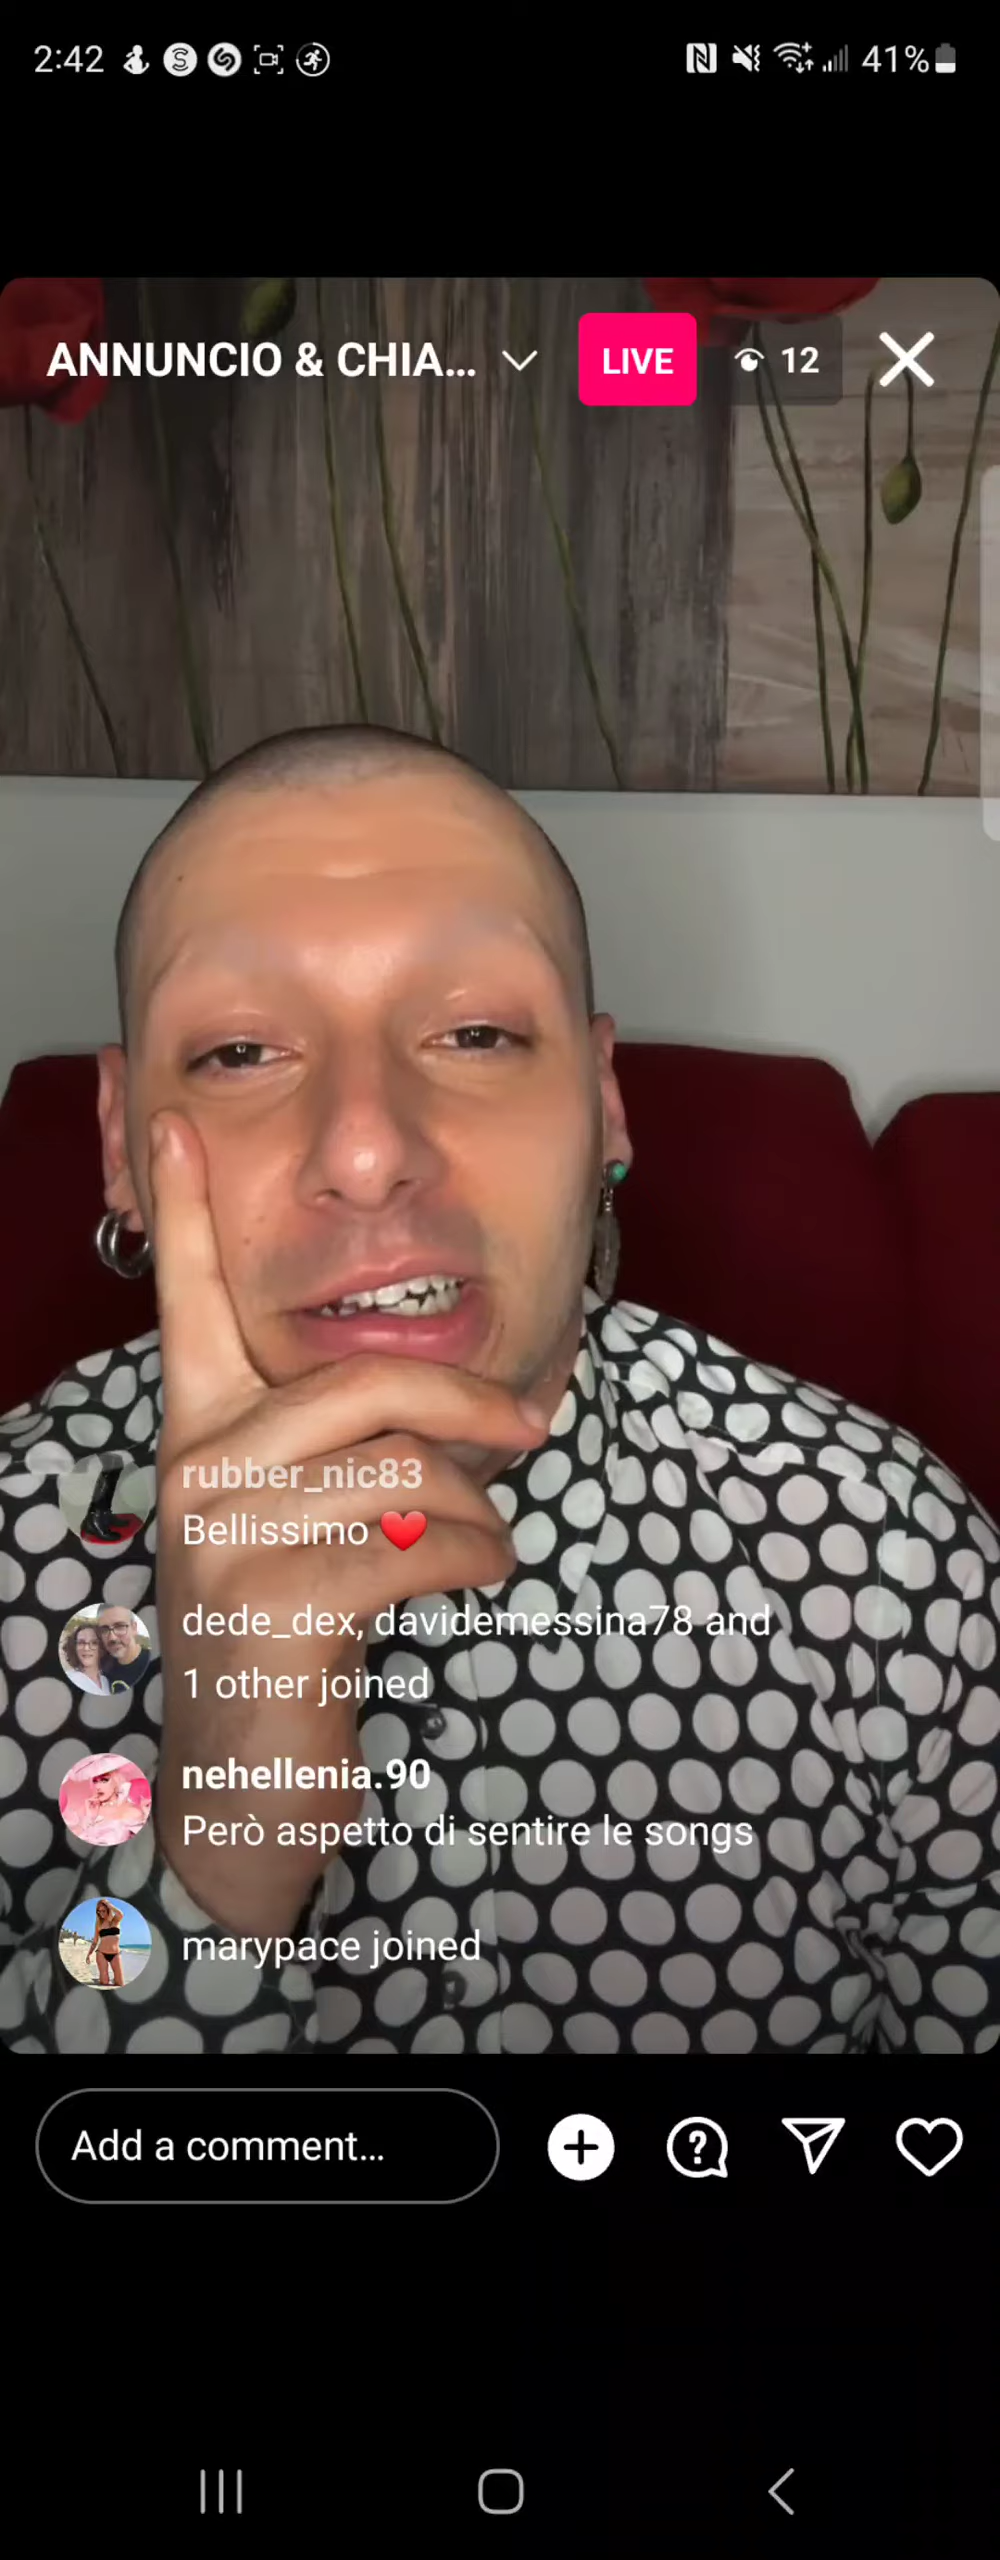 2:42
41%
ANNUNCIO & CHIA...
LIVE
12
rubber_nic83
Bellissimo ❤️
dede_dex, davidemessina78 and
1 other joined
nehellenia.90
Però aspetto di sentire le songs
marypace joined
Add a comment...